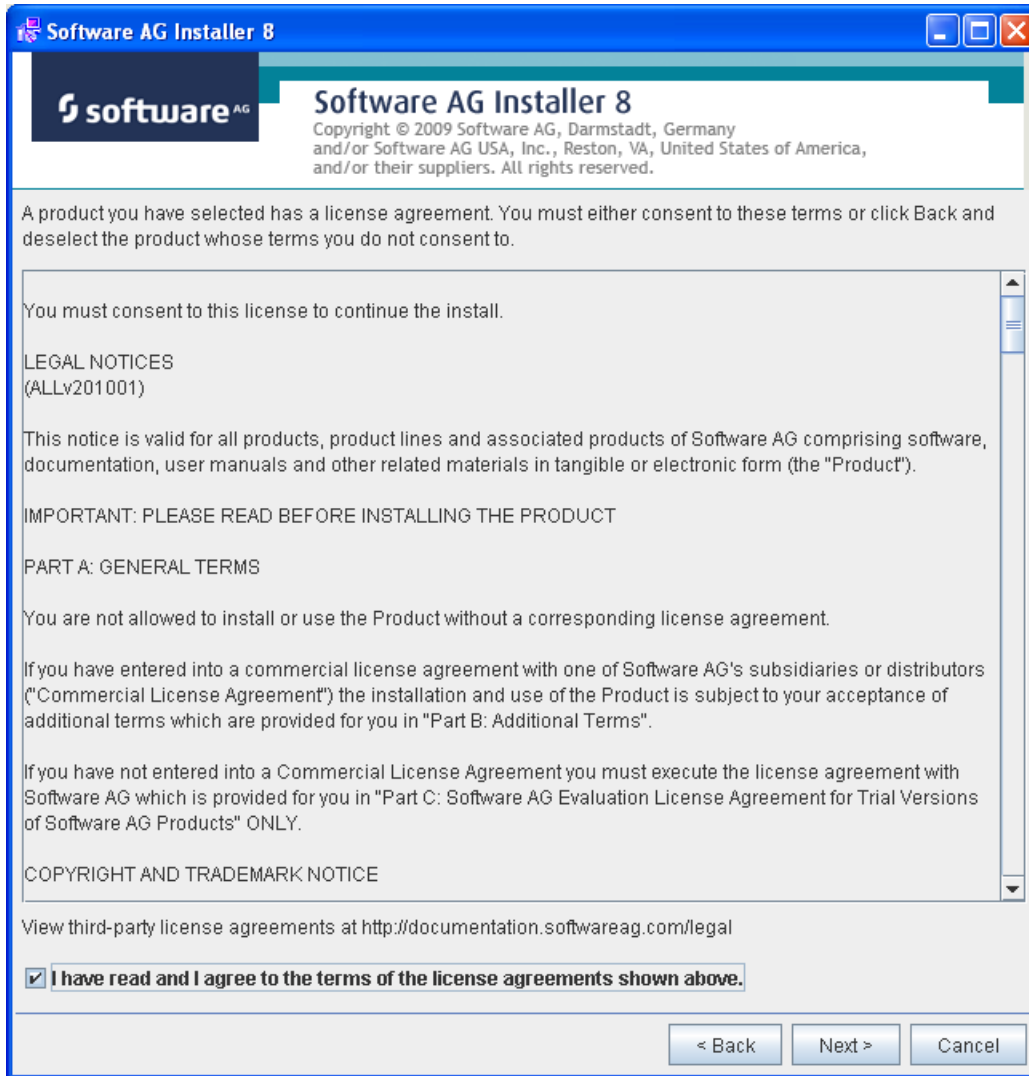 Software AG Installer 8
software AG
Software AG Installer 8
Copyright © 2009 Software AG, Darmstadt, Germany
and/or Software AG USA, Inc., Reston, VA, United States of America,
and/or their suppliers. All rights reserved.
A product you have selected has a license agreement. You must either consent to these terms or click Back and
deselect the product whose terms you do not consent to.
You must consent to this license to continue the install.
LEGAL NOTICES
(ALLv201001)
This notice is valid for all products, product lines and associated products of Software AG comprising software,
documentation, user manuals and other related materials in tangible or electronic form (the "Product").
IMPORTANT: PLEASE READ BEFORE INSTALLING THE PRODUCT
PART A: GENERAL TERMS
You are not allowed to install or use the Product without a corresponding license agreement.
If you have entered into a commercial license agreement with one of Software AG's subsidiaries or distributors
("Commercial License Agreement") the installation and use of the Product is subject to your acceptance of
additional terms which are provided for you in "Part B: Additional Terms".
If you have not entered into a Commercial License Agreement you must execute the license agreement with
Software AG which is provided for you in "Part C: Software AG Evaluation License Agreement for Trial Versions
of Software AG Products" ONLY.
COPYRIGHT AND TRADEMARK NOTICE
View third-party license agreements at http://documentation.softwareag.com/legal
I have read and I agree to the terms of the license agreements shown above.
< Back
Next >
Cancel